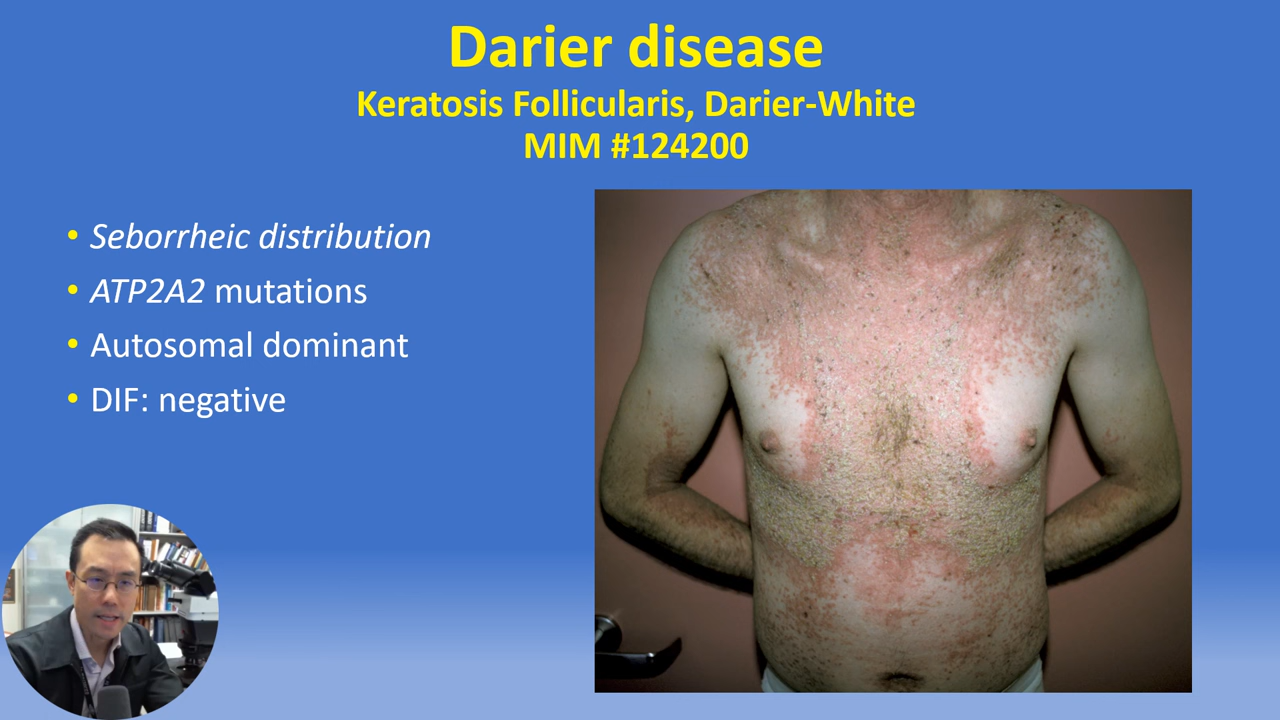 Darier disease
Keratosis Follicularis, Darier-White
MIM #124200
• Seborrheic distribution
• ATP2A2 mutations
• Autosomal dominant
• DIF: negative